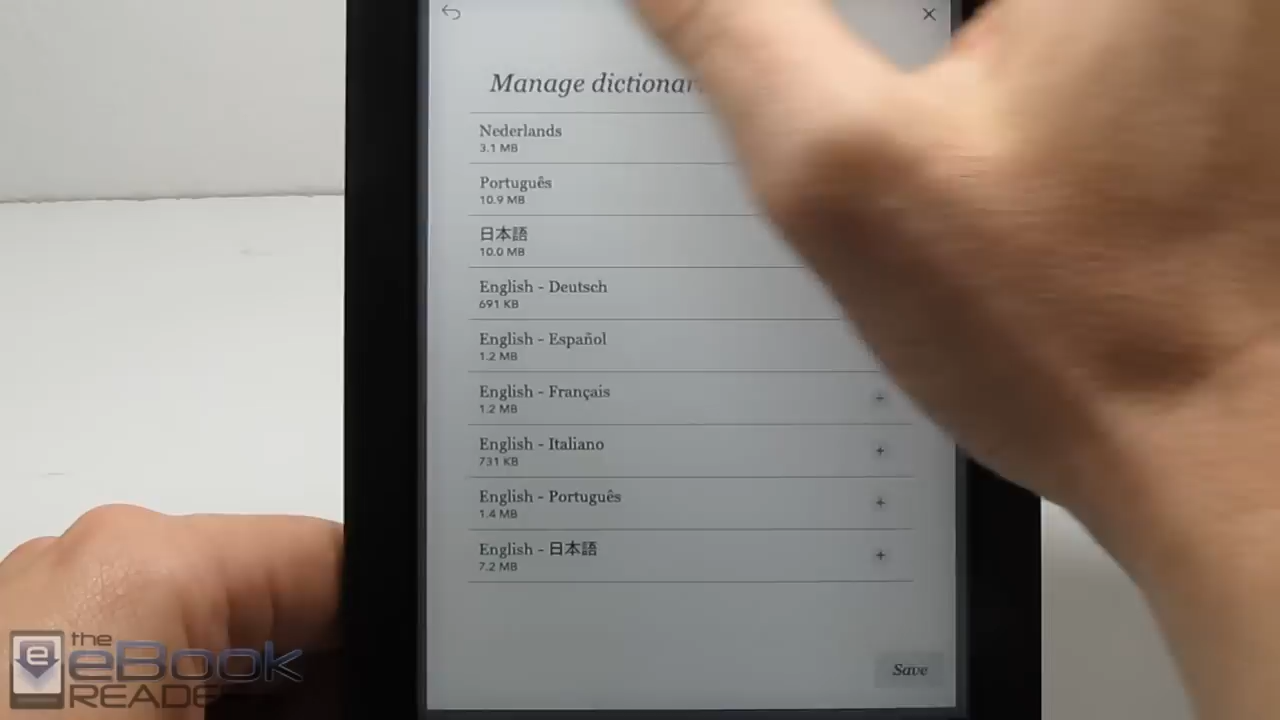 Manage dictionar
Nederlands
3.1 MB
Português
10.9 MB
日本語
10.0 MB
English - Deutsch
691 KB
English - Español
1.2 MB
English - Français
1.2 MB
+
English - Italiano
731 KB
+
English - Português
1.4 MB
+
English - 日本語
7.2 MB
+
Save
the
eBook
READER